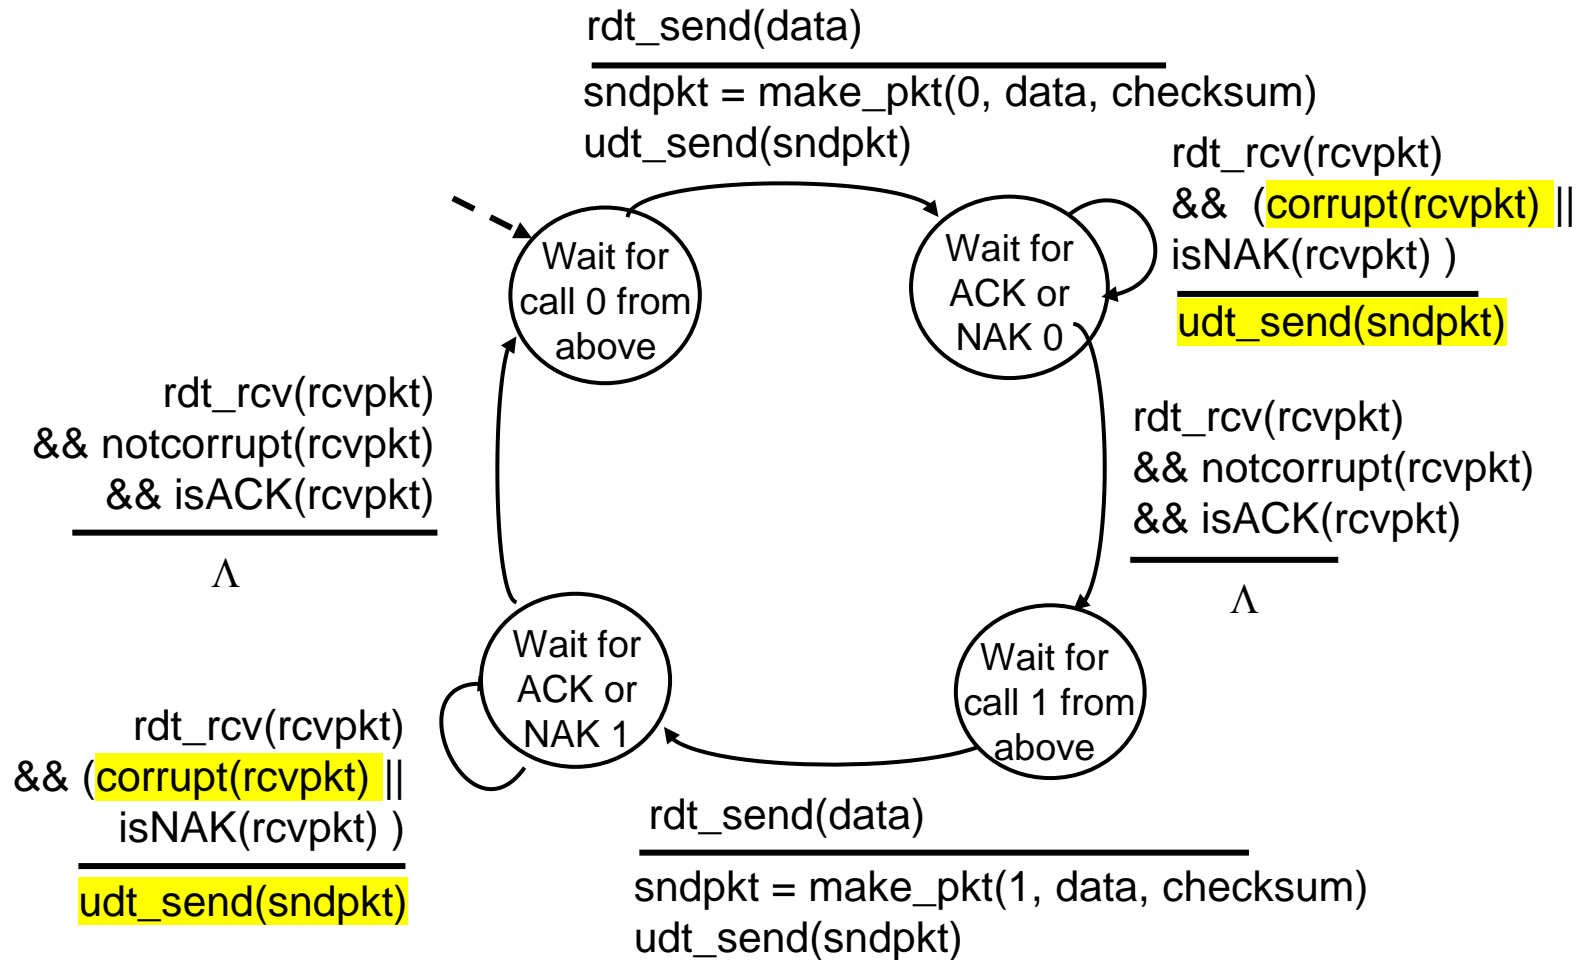 rdt_send(data)
sndpkt = make_pkt(0, data, checksum)
udt_send(sndpkt)
rdt_rcv(rcvpkt)
&& (corrupt(rcvpkt) ||
isNAK(rcvpkt) )
udt_send(sndpkt)
Wait for
call 0 from
above
Wait for
ACK or
NAK 0
rdt_rcv(rcvpkt)
&& notcorrupt(rcvpkt)
&& isACK(rcvpkt)
Λ
rdt_rcv(rcvpkt)
&& notcorrupt(rcvpkt)
&& isACK(rcvpkt)
Λ
Wait for
ACK or
NAK 1
Wait for
call 1 from
above
rdt_rcv(rcvpkt)
&& (corrupt(rcvpkt) ||
isNAK(rcvpkt) )
udt_send(sndpkt)
rdt_send(data)
sndpkt = make_pkt(1, data, checksum)
udt_send(sndpkt)